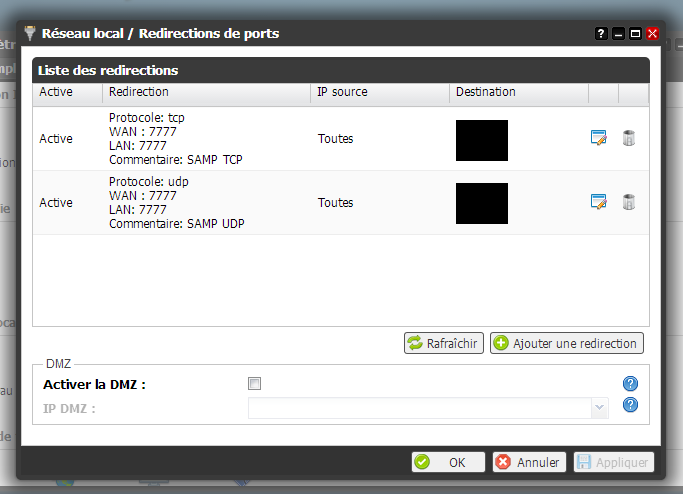 Réseau local / Redirections de ports
Liste des redirections
Active Redirection IP source Destination
Active
Protocole: tcp
WAN : 7777
LAN: 7777
Commentaire: SAMP TCP
Toutes
Active
Protocole: udp
WAN : 7777
LAN: 7777
Commentaire: SAMP UDP
Toutes
Rafraîchir Ajouter une redirection
DMZ
Activer la DMZ :
IP DMZ :
OK Annuler Appliquer